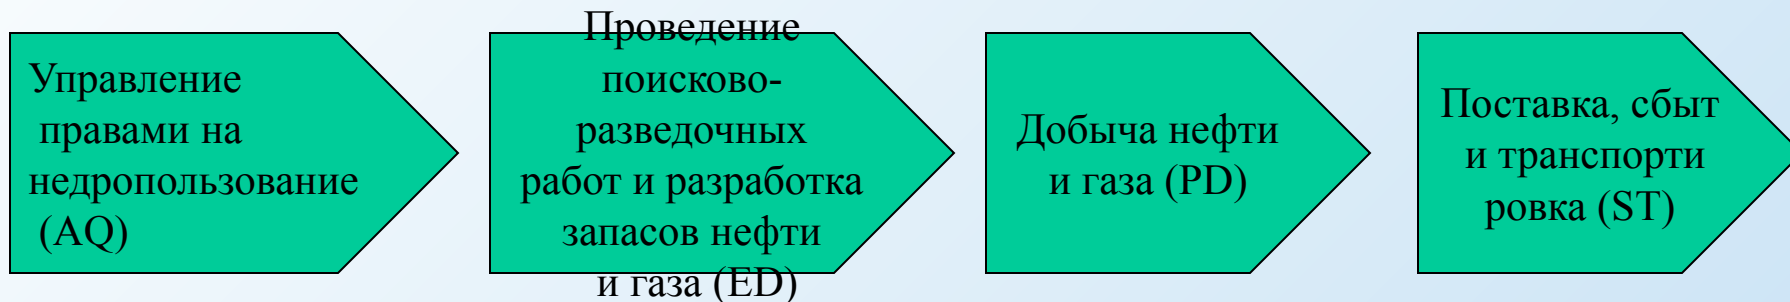 Управление
правами на
недропользование
(AQ)
Проведение
поисково-
разведочных
работ и разработка
запасов нефти
и газа (ED)
Добыча нефти
и газа (PD)
Поставка, сбыт
и транспорти
ровка (ST)